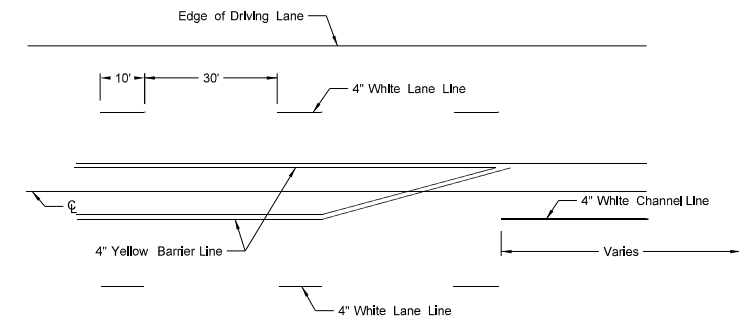 Edge of Driving Lane
10'
30'
4" White Lane Line
℄
4" White Channel Line
4" Yellow Barrier Line
Varies
4" White Lane Line